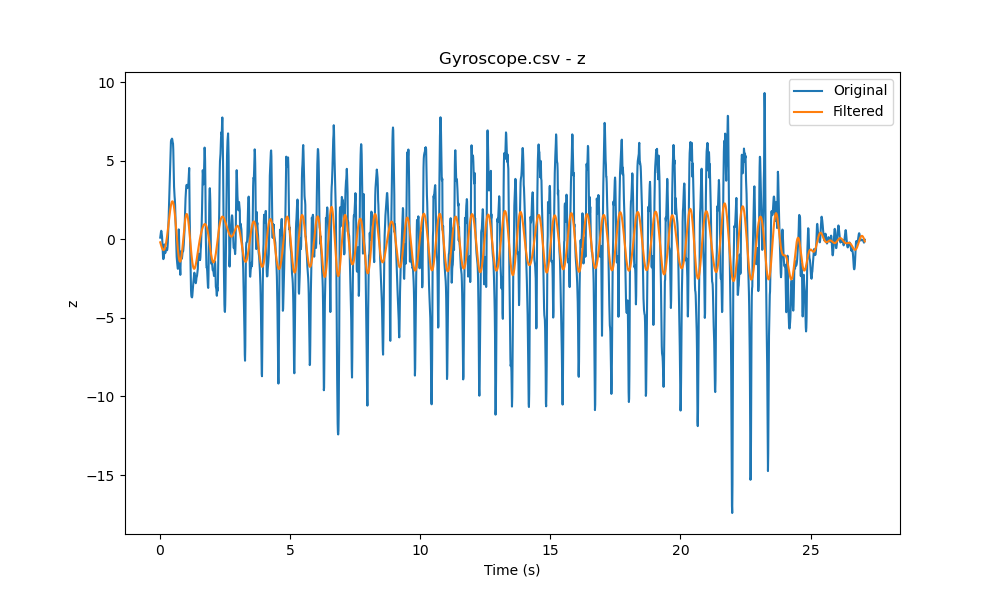 Gyroscope.csv - z
Original
Filtered
10
5
0
−5
−10
−15
z
0 5 10 15 20 25
Time (s)